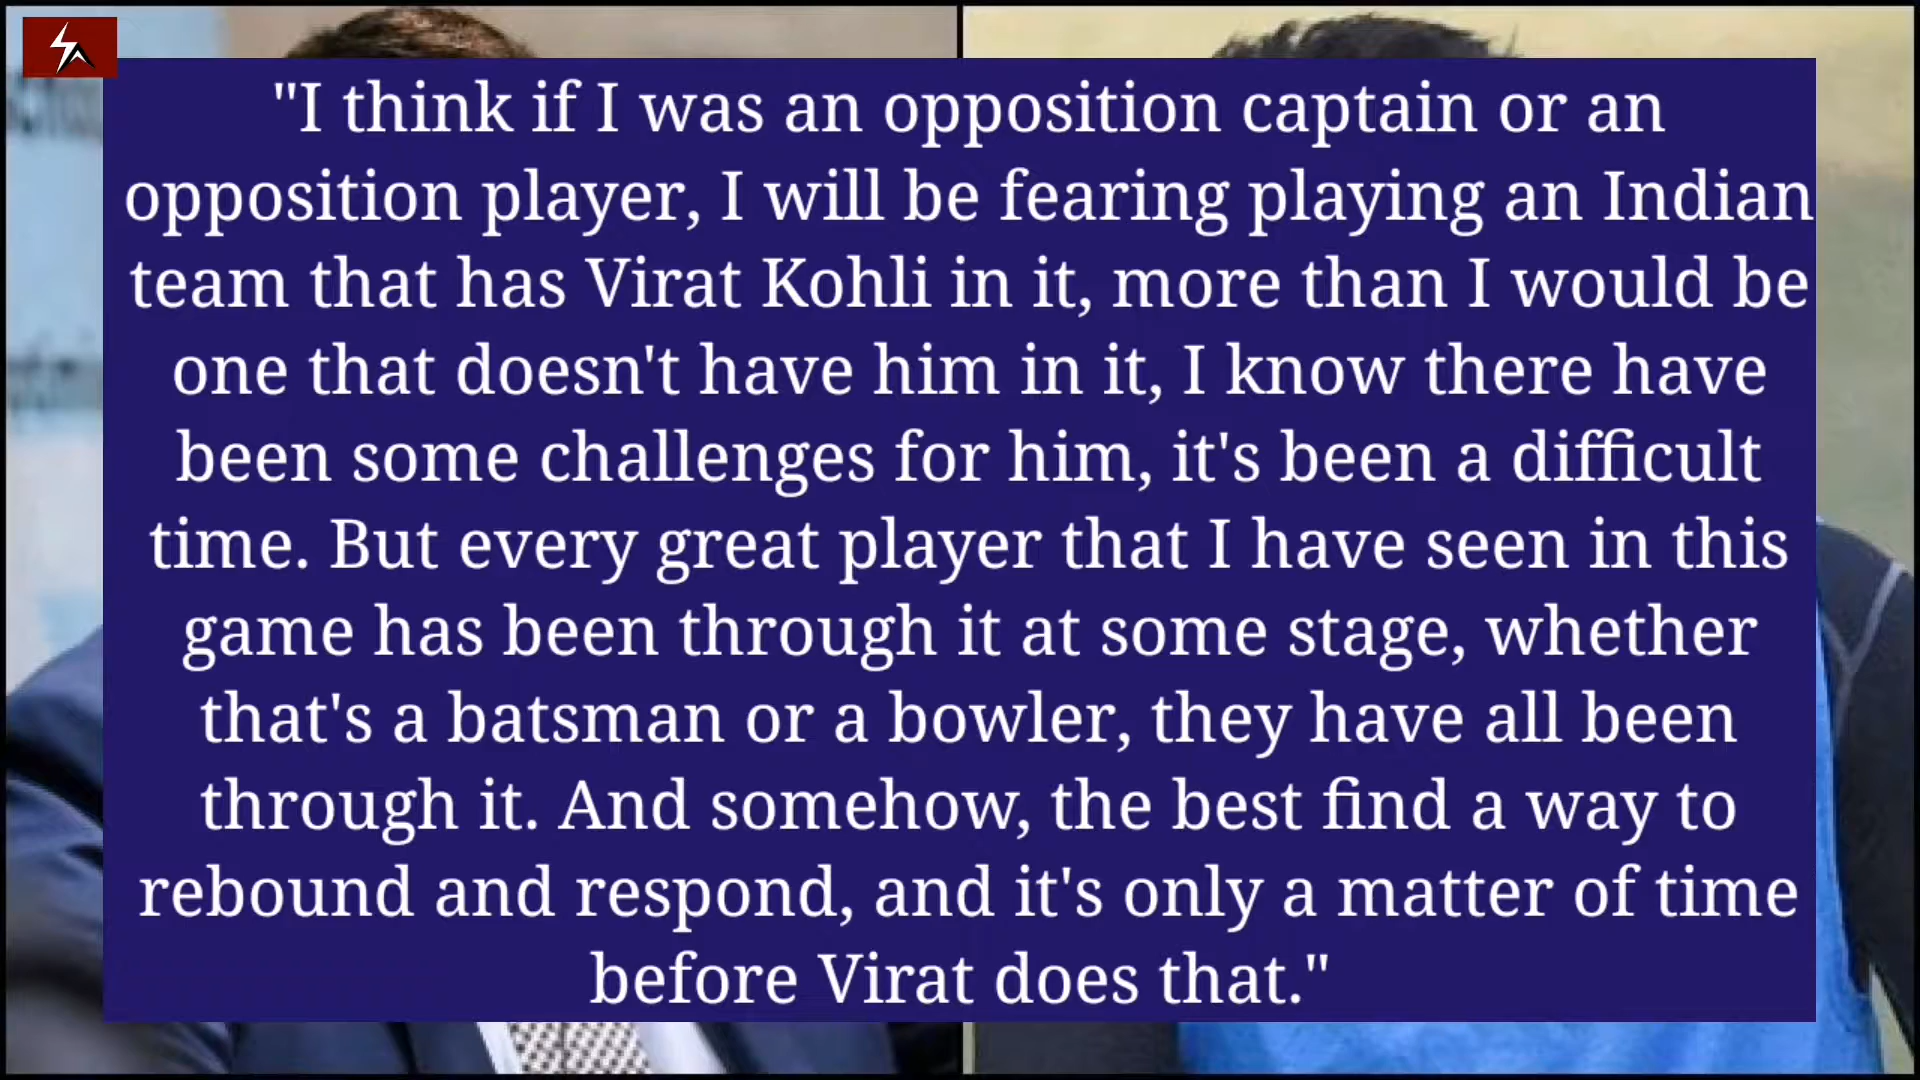 "I think if I was an opposition captain or an
opposition player, I will be fearing playing an Indian
team that has Virat Kohli in it, more than I would be
one that doesn't have him in it, I know there have
been some challenges for him, it's been a difficult
time. But every great player that I have seen in this
game has been through it at some stage, whether
that's a batsman or a bowler, they have all been
through it. And somehow, the best find a way to
rebound and respond, and it's only a matter of time
before Virat does that."